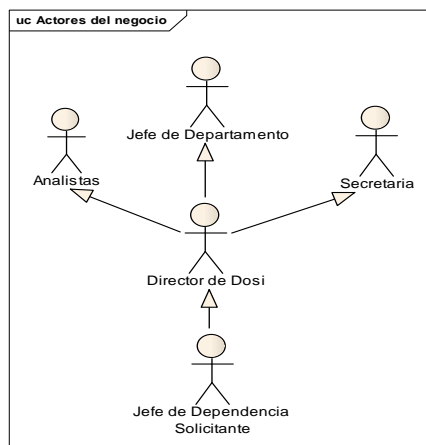 uc Actores del negocio
Jefe de Departamento
Analistas
Secretaria
Director de Dosi
Jefe de Dependencia
Solicitante